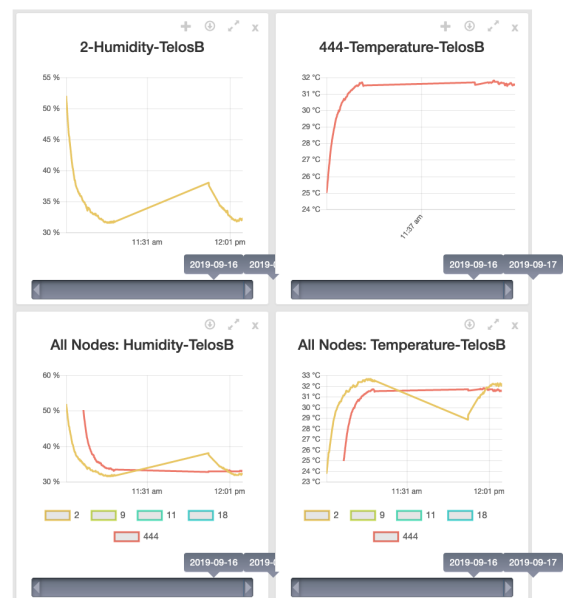 2-Humidity-TelosB
55 %
50 %
45 %
40 %
35 %
30 %
11:31 am 12:01 pm
2019-09-16 2019-
444-Temperature-TelosB
32 °C
31 °C
30 °C
29 °C
28 °C
27 °C
26 °C
25 °C
24 °C
11:37 am
2019-09-16 2019-09-17
All Nodes: Humidity-TelosB
60 %
50 %
40 %
30 %
11:31 am 12:01 pm
2 9 11 18
444
2019-09-16 2019-
All Nodes: Temperature-TelosB
33 °C
32 °C
31 °C
30 °C
29 °C
28 °C
27 °C
26 °C
25 °C
24 °C
23 °C
11:31 am 12:01 pm
2 9 11 18
444
2019-09-16 2019-09-17